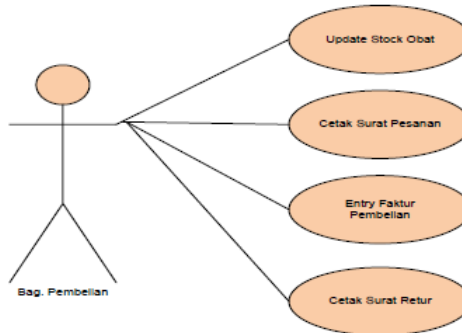 Update Stock Obat
Cetak Surat Pesanan
Entry Faktur
Pembelian
Cetak Surat Retur
Bag. Pembelian